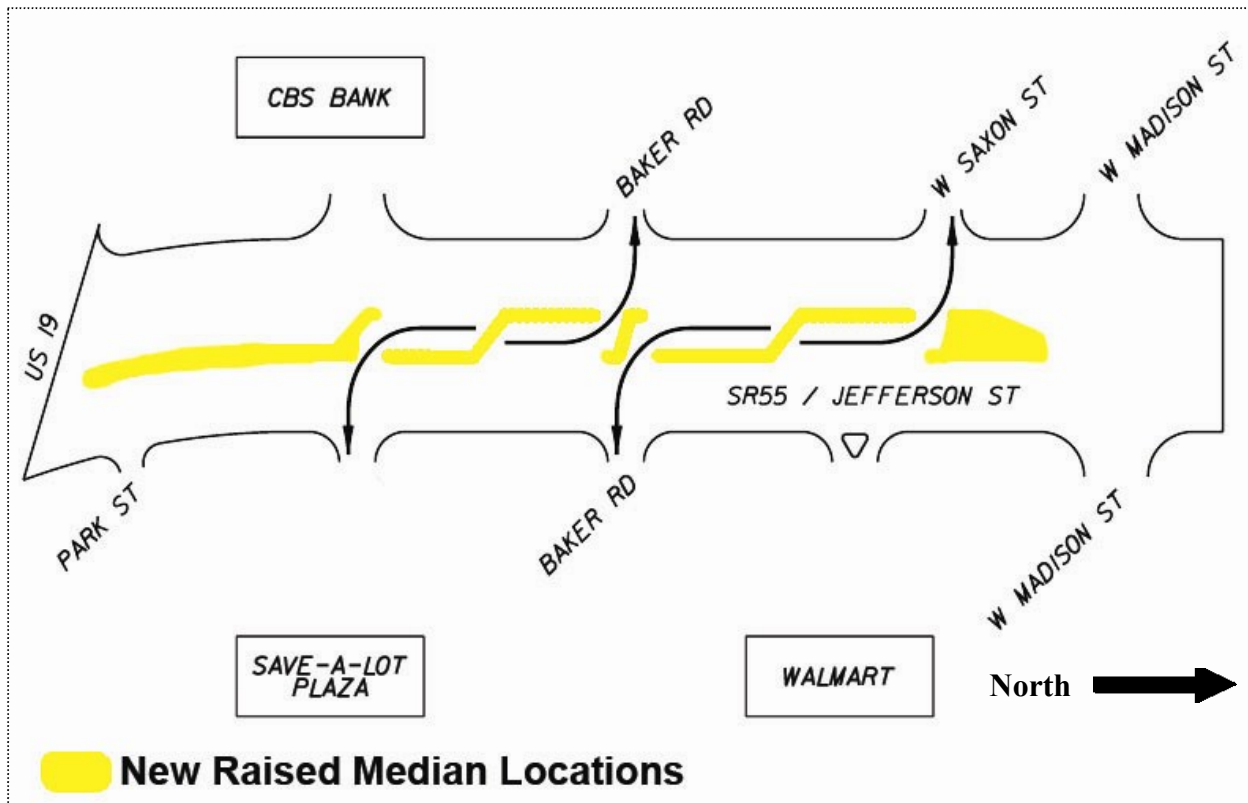 CBS BANK
BAKER RD
W SAXON ST
W MADISON ST
US 19
SR55 / JEFFERSON ST
PARK ST
BAKER RD
W MADISON ST
SAVE-A-LOT
PLAZA
WALMART
North
New Raised Median Locations